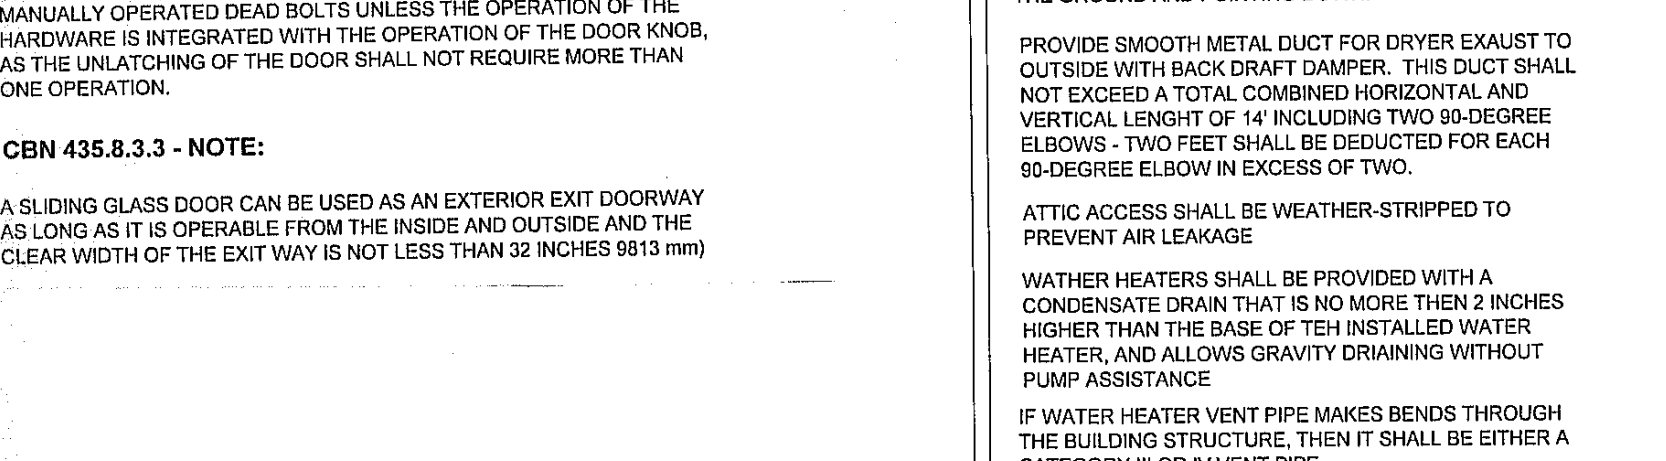 MANUALLY OPERATED DEAD BOLTS UNLESS THE OPERATION OF THE
HARDWARE IS INTEGRATED WITH THE OPERATION OF THE DOOR KNOB,
AS THE UNLATCHING OF THE DOOR SHALL NOT REQUIRE MORE THAN
ONE OPERATION.
CBN 435.8.3.3 - NOTE:
A SLIDING GLASS DOOR CAN BE USED AS AN EXTERIOR EXIT DOORWAY
AS LONG AS IT IS OPERABLE FROM THE INSIDE AND OUTSIDE AND THE
CLEAR WIDTH OF THE EXIT WAY IS NOT LESS THAN 32 INCHES 9813 mm)
PROVIDE SMOOTH METAL DUCT FOR DRYER EXAUST TO
OUTSIDE WITH BACK DRAFT DAMPER. THIS DUCT SHALL
NOT EXCEED A TOTAL COMBINED HORIZONTAL AND
VERTICAL LENGHT OF 14' INCLUDING TWO 90-DEGREE
ELBOWS - TWO FEET SHALL BE DEDUCTED FOR EACH
90-DEGREE ELBOW IN EXCESS OF TWO.
ATTIC ACCESS SHALL BE WEATHER-STRIPPED TO
PREVENT AIR LEAKAGE
WATHER HEATERS SHALL BE PROVIDED WITH A
CONDENSATE DRAIN THAT IS NO MORE THEN 2 INCHES
HIGHER THAN THE BASE OF TEH INSTALLED WATER
HEATER, AND ALLOWS GRAVITY DRIAINING WITHOUT
PUMP ASSISTANCE
IF WATER HEATER VENT PIPE MAKES BENDS THROUGH
THE BUILDING STRUCTURE, THEN IT SHALL BE EITHER A